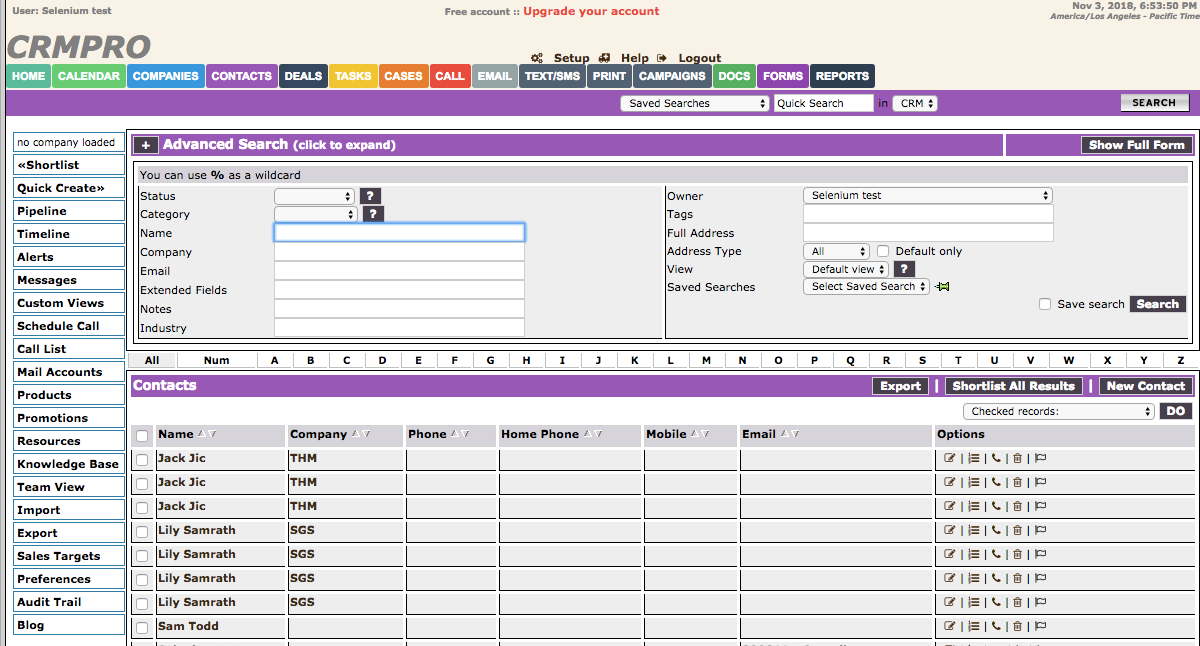 User: Selenium test
Free account :: Upgrade your account
Nov 3, 2018, 6:53:50 PM
America/Los Angeles - Pacific Time
CRMPRO
Setup Help Logout
HOME CALENDAR COMPANIES CONTACTS DEALS TASKS CASES CALL EMAIL TEXT/SMS PRINT CAMPAIGNS DOCS FORMS REPORTS
Saved Searches Quick Search in CRM SEARCH
no company loaded
«Shortlist
Quick Create»
Pipeline
Timeline
Alerts
Messages
Custom Views
Schedule Call
Call List
Mail Accounts
Products
Promotions
Resources
Knowledge Base
Team View
Import
Export
Sales Targets
Preferences
Audit Trail
Blog
+ Advanced Search (click to expand) Show Full Form
You can use % as a wildcard
Status ?
Category ?
Name
Company
Email
Extended Fields
Notes
Industry
Owner Selenium test
Tags
Full Address
Address Type All Default only
View Default view ?
Saved Searches Select Saved Search
Save search Search
All Num A B C D E F G H I J K L M N O P Q R S T U V W X Y Z
Contacts Export | Shortlist All Results | New Contact
Checked records: DO
Name Company Phone Home Phone Mobile Email Options
Jack Jic THM
Jack Jic THM
Jack Jic THM
Lily Samrath SGS
Lily Samrath SGS
Lily Samrath SGS
Lily Samrath SGS
Sam Todd